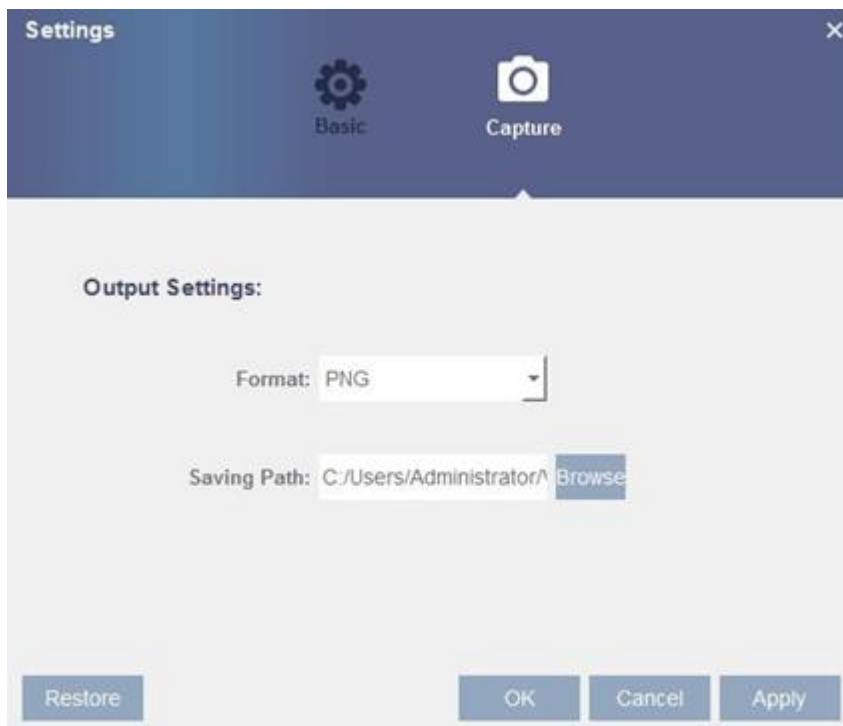 Settings
Basic
Capture
Output Settings:
Format: PNG
Saving Path: C:/Users/Administrator/ Browse
Restore OK Cancel Apply